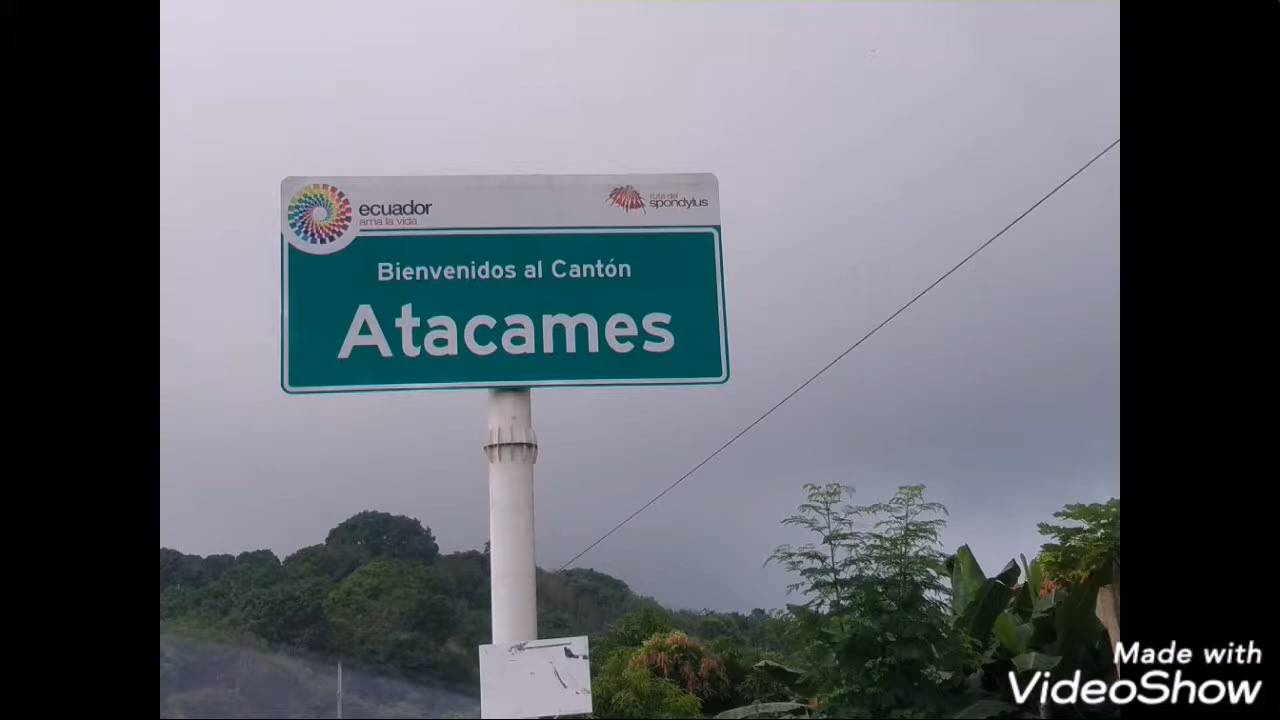 ecuador
ama la vida
ruta del
spondylus
Bienvenidos al Cantón
Atacames
Made with
VideoShow